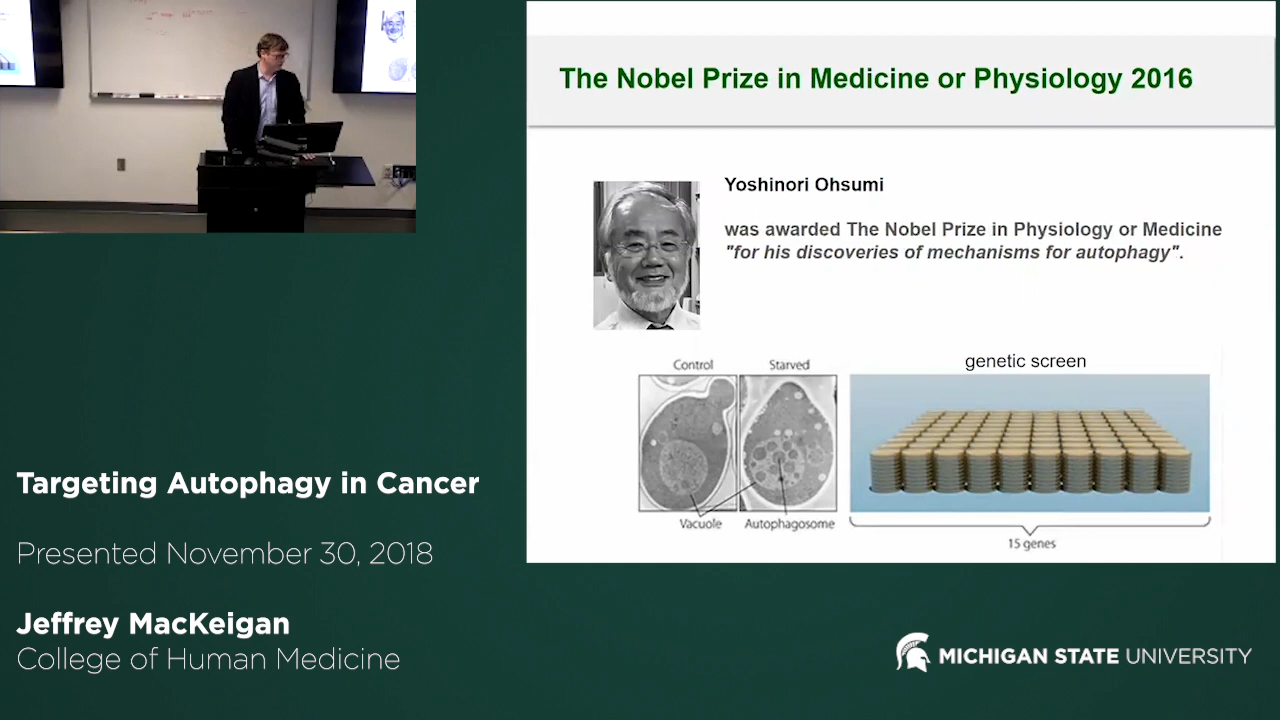 The Nobel Prize in Medicine or Physiology 2016
Yoshinori Ohsumi
was awarded The Nobel Prize in Physiology or Medicine
"for his discoveries of mechanisms for autophagy".
genetic screen
Control
Starved
Vacuole
Autophagosome
15 genes
Targeting Autophagy in Cancer
Presented November 30, 2018
Jeffrey MacKeigan
College of Human Medicine
MICHIGAN STATE UNIVERSITY